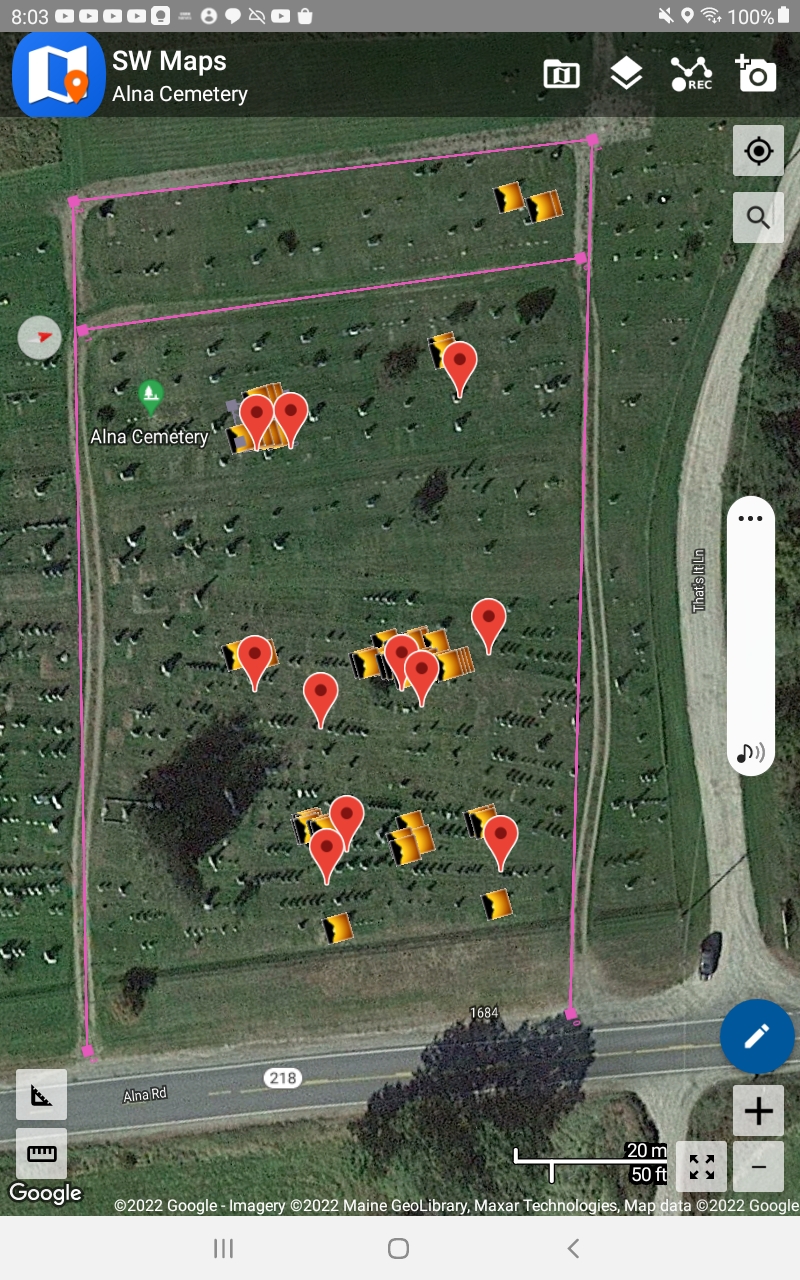 8:03
100%
SW Maps
Alna Cemetery
REC
Alna Cemetery
That's It Ln
1684
218
Alna Rd
20 m
50 ft
Google
©2022 Google - Imagery ©2022 Maine GeoLibrary, Maxar Technologies, Map data ©2022 Google